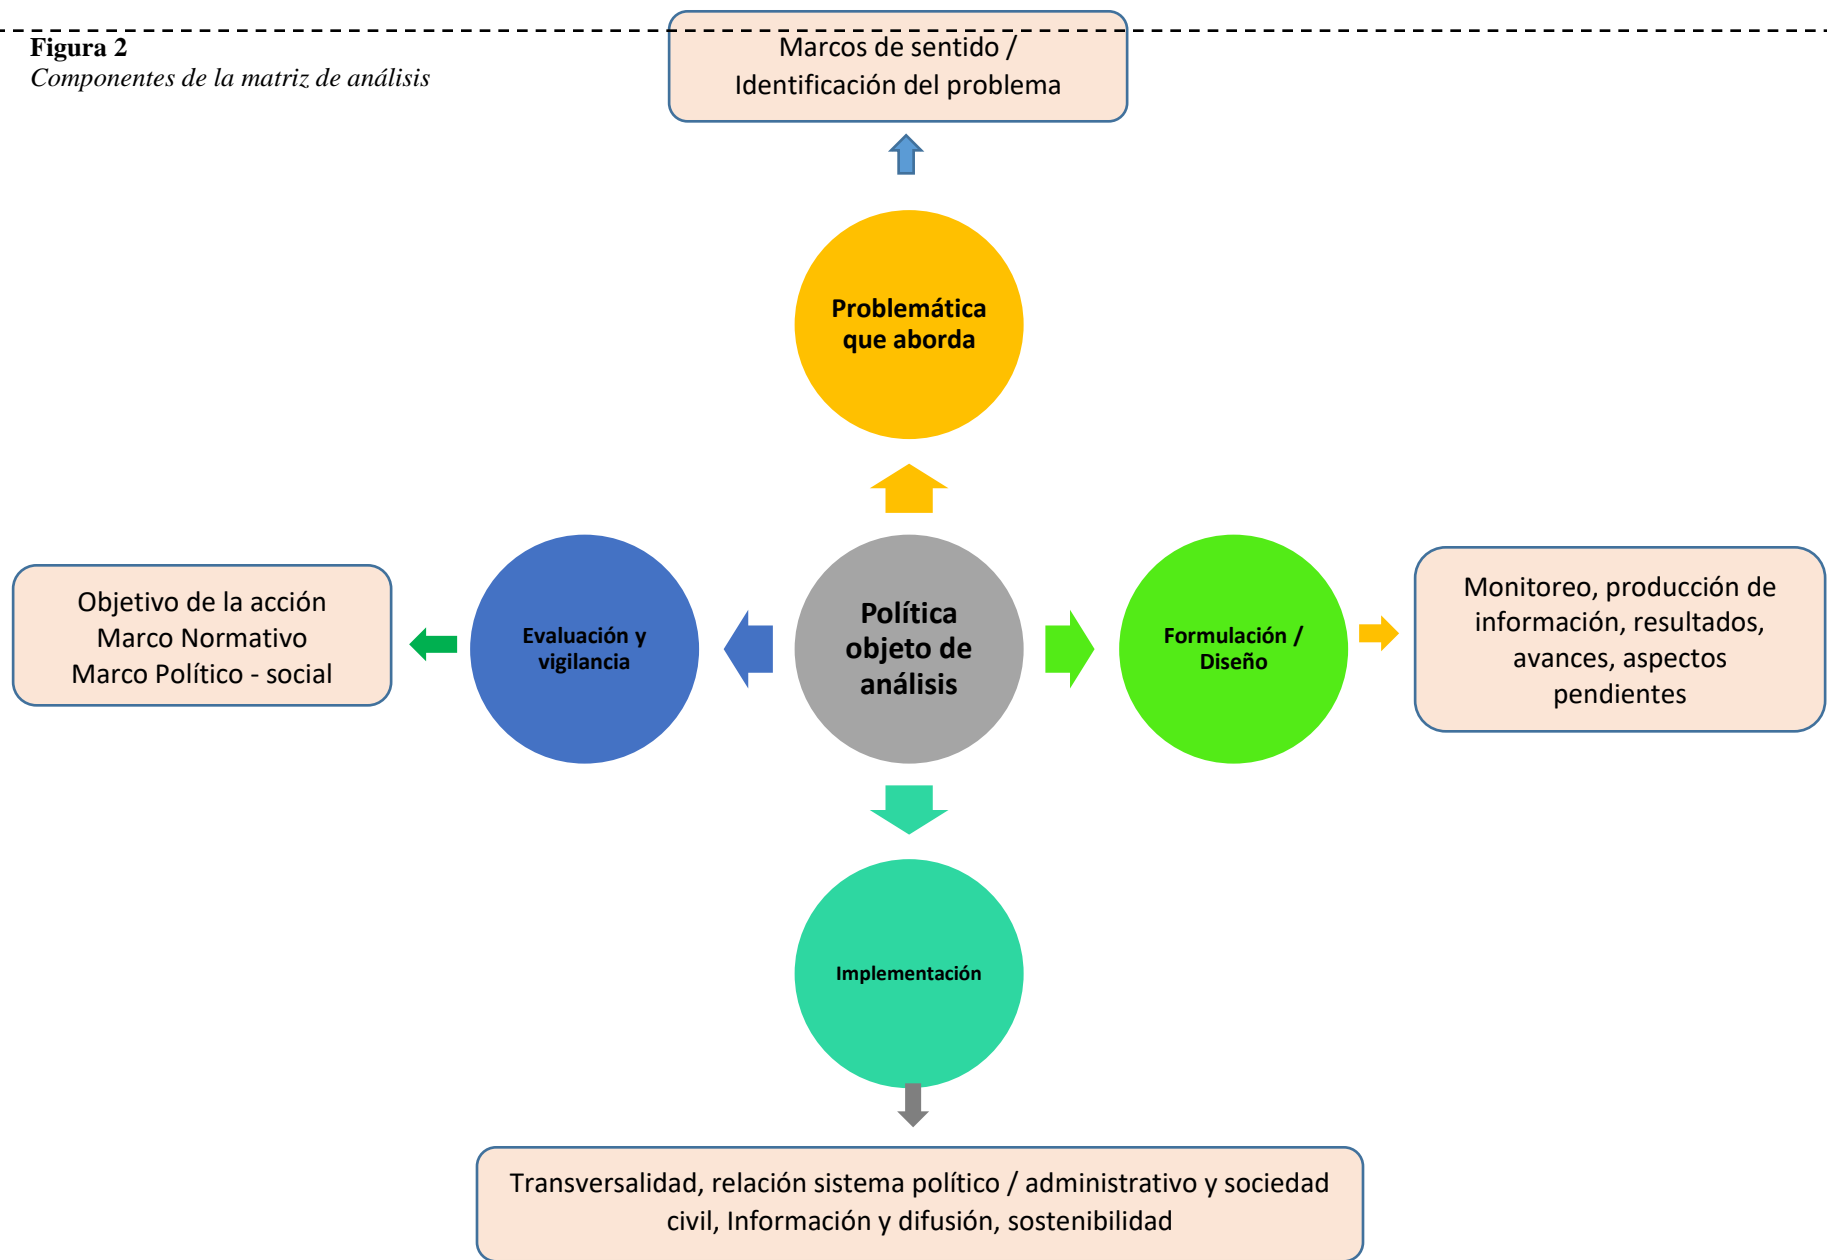 Figura 2
Componentes de la matriz de análisis
Marcos de sentido /
Identificación del problema
Problemática
que aborda
Objetivo de la acción
Marco Normativo
Marco Político - social
Evaluación y
vigilancia
Política
objeto de
análisis
Formulación /
Diseño
Monitoreo, producción de
información, resultados,
avances, aspectos
pendientes
Implementación
Transversalidad, relación sistema político / administrativo y sociedad
civil, Información y difusión, sostenibilidad